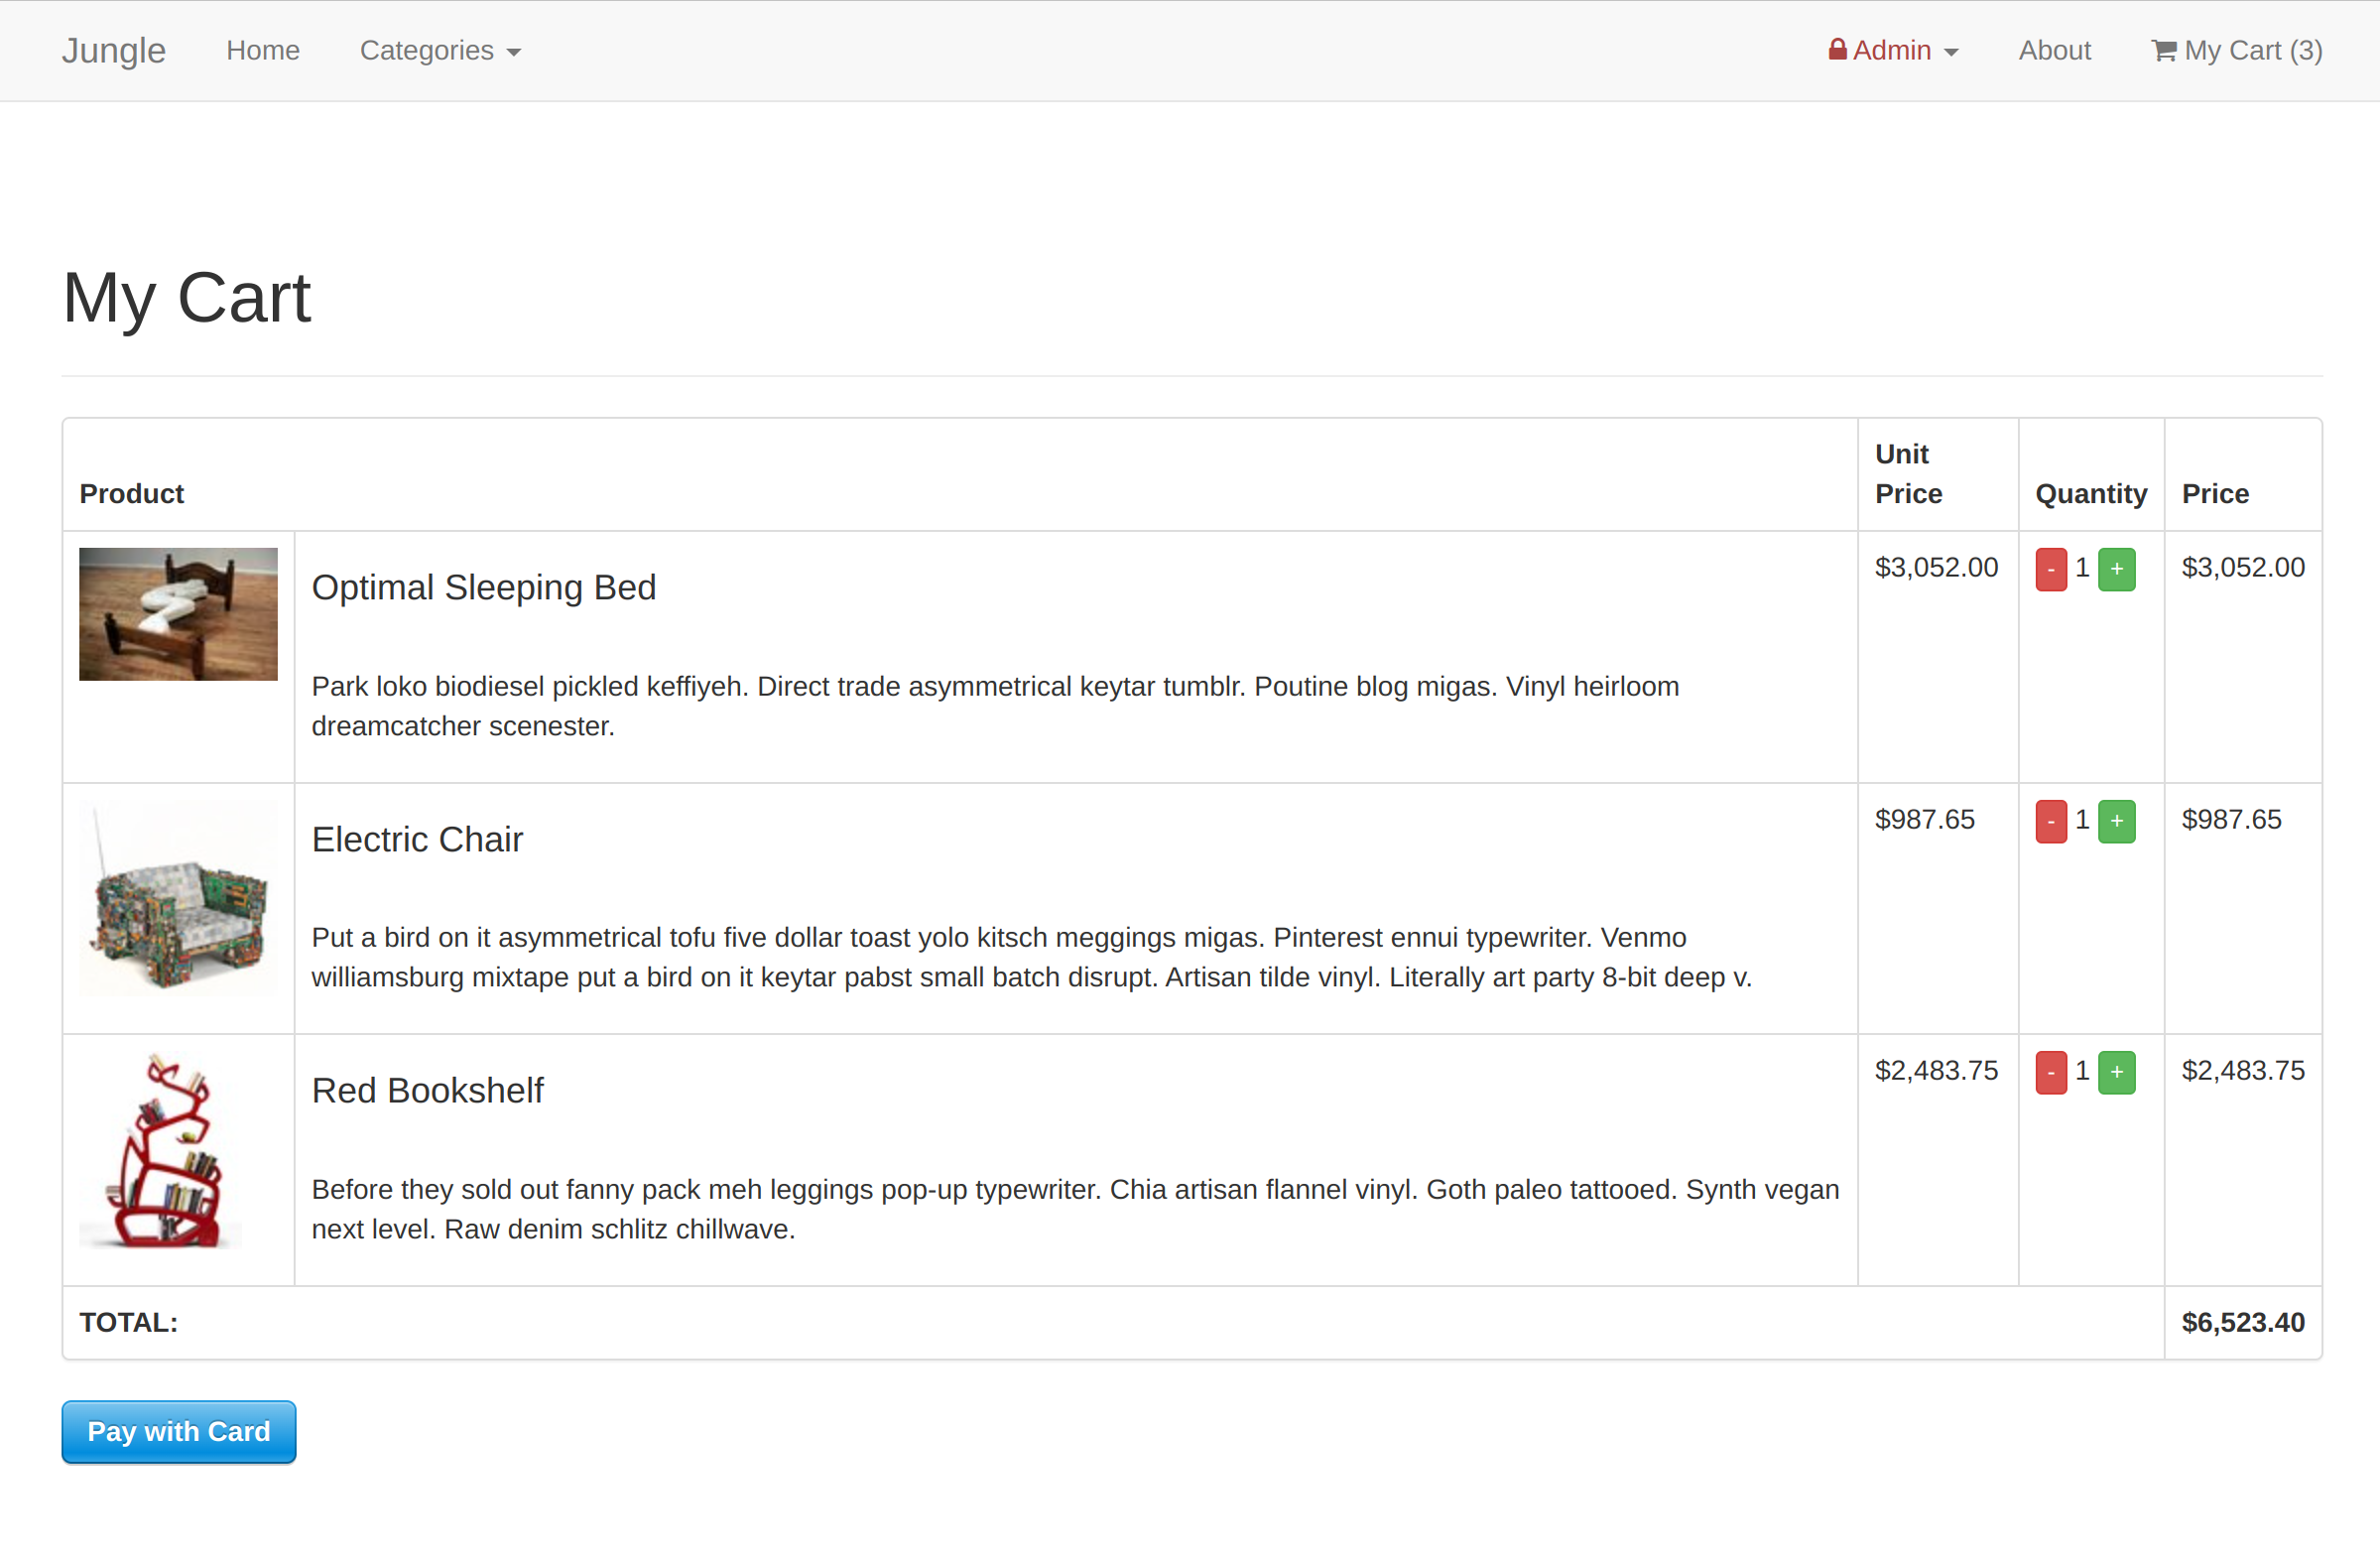 Jungle Home Categories Admin About My Cart (3)
My Cart
Product Unit Price Quantity Price
Optimal Sleeping Bed $3,052.00 - 1 + $3,052.00
Park loko biodiesel pickled keffiyeh. Direct trade asymmetrical keytar tumblr. Poutine blog migas. Vinyl heirloom
dreamcatcher scenester.
Electric Chair $987.65 - 1 + $987.65
Put a bird on it asymmetrical tofu five dollar toast yolo kitsch meggings migas. Pinterest ennui typewriter. Venmo
williamsburg mixtape put a bird on it keytar pabst small batch disrupt. Artisan tilde vinyl. Literally art party 8-bit deep v.
Red Bookshelf $2,483.75 - 1 + $2,483.75
Before they sold out fanny pack meh leggings pop-up typewriter. Chia artisan flannel vinyl. Goth paleo tattooed. Synth vegan
next level. Raw denim schlitz chillwave.
TOTAL: $6,523.40
Pay with Card